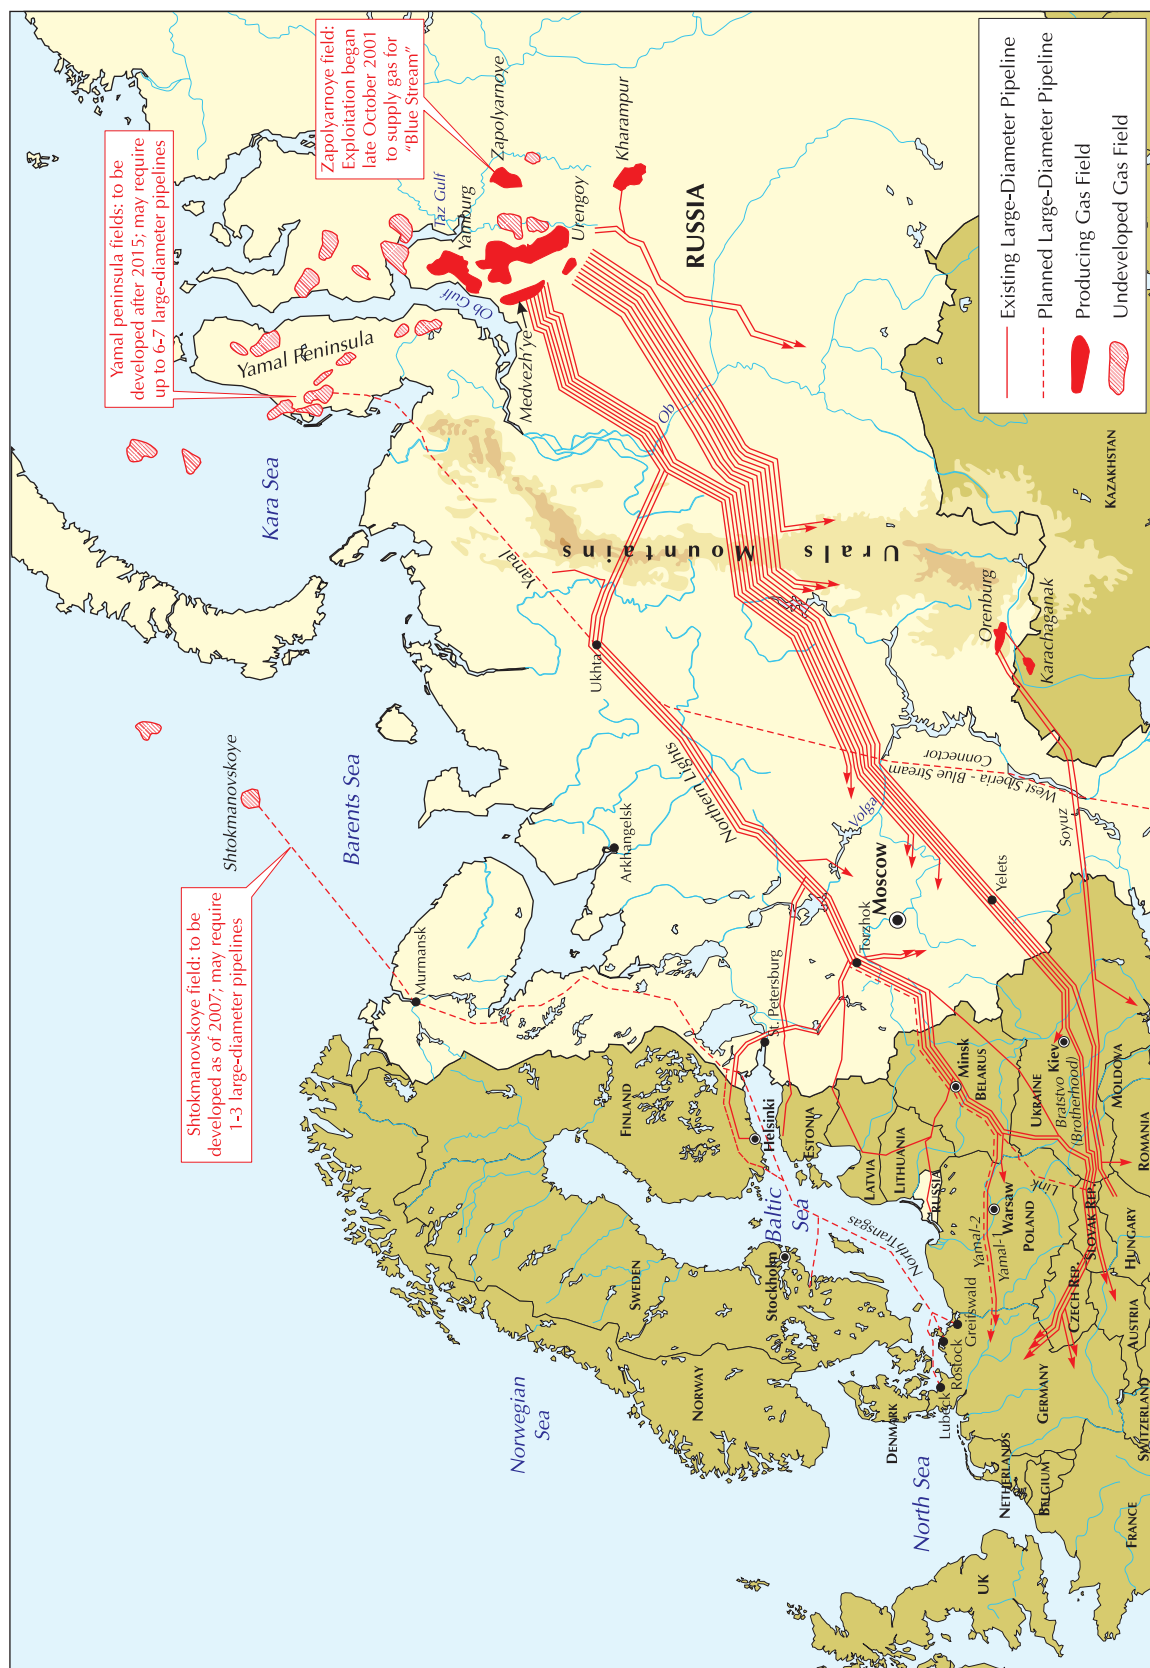 Shtokmanovskoye field: to be
developed as of 2007; may require
1-3 large-diameter pipelines
Yamal peninsula fields: to be
developed after 2015; may require
up to 6-7 large-diameter pipelines
Zapolyarnoye field:
Exploitation began
late October 2001
to supply gas for
“Blue Stream”
Shtokmanovskoye
Barents Sea
Kara Sea
Norwegian
Sea
North Sea
Baltic
Sea
Yamal Peninsula
Ob Gulf
Taz Gulf
Yamburg
Zapolyarnoye
Urengoy
Kharampur
Medvezh'ye
RUSSIA
Ob
Urals
Mountains
Yamal
Ukhta
Northern Lights
Arkhangelsk
Murmansk
St. Petersburg
Torzhok
Moscow
Volga
Yelets
West Siberia - Blue Stream
Connector
Soyuz
Orenburg
Karachaganak
KAZAKHSTAN
FINLAND
Helsinki
SWEDEN
Stockholm
NORWAY
DENMARK
ESTONIA
LATVIA
LITHUANIA
RUSSIA
Minsk
BELARUS
Kiev
UKRAINE
Bratstvo
(Brotherhood)
MOLDOVA
ROMANIA
North Transgas
Yamal-2
Yamal-1
Warsaw
POLAND
Link
SLOVAK REP.
HUNGARY
CZECH REP.
AUSTRIA
Greifswald
Rostock
Lubeck
GERMANY
SWITZERLAND
NETHERLANDS
BELGIUM
FRANCE
UK
Existing Large-Diameter Pipeline
Planned Large-Diameter Pipeline
Producing Gas Field
Undeveloped Gas Field